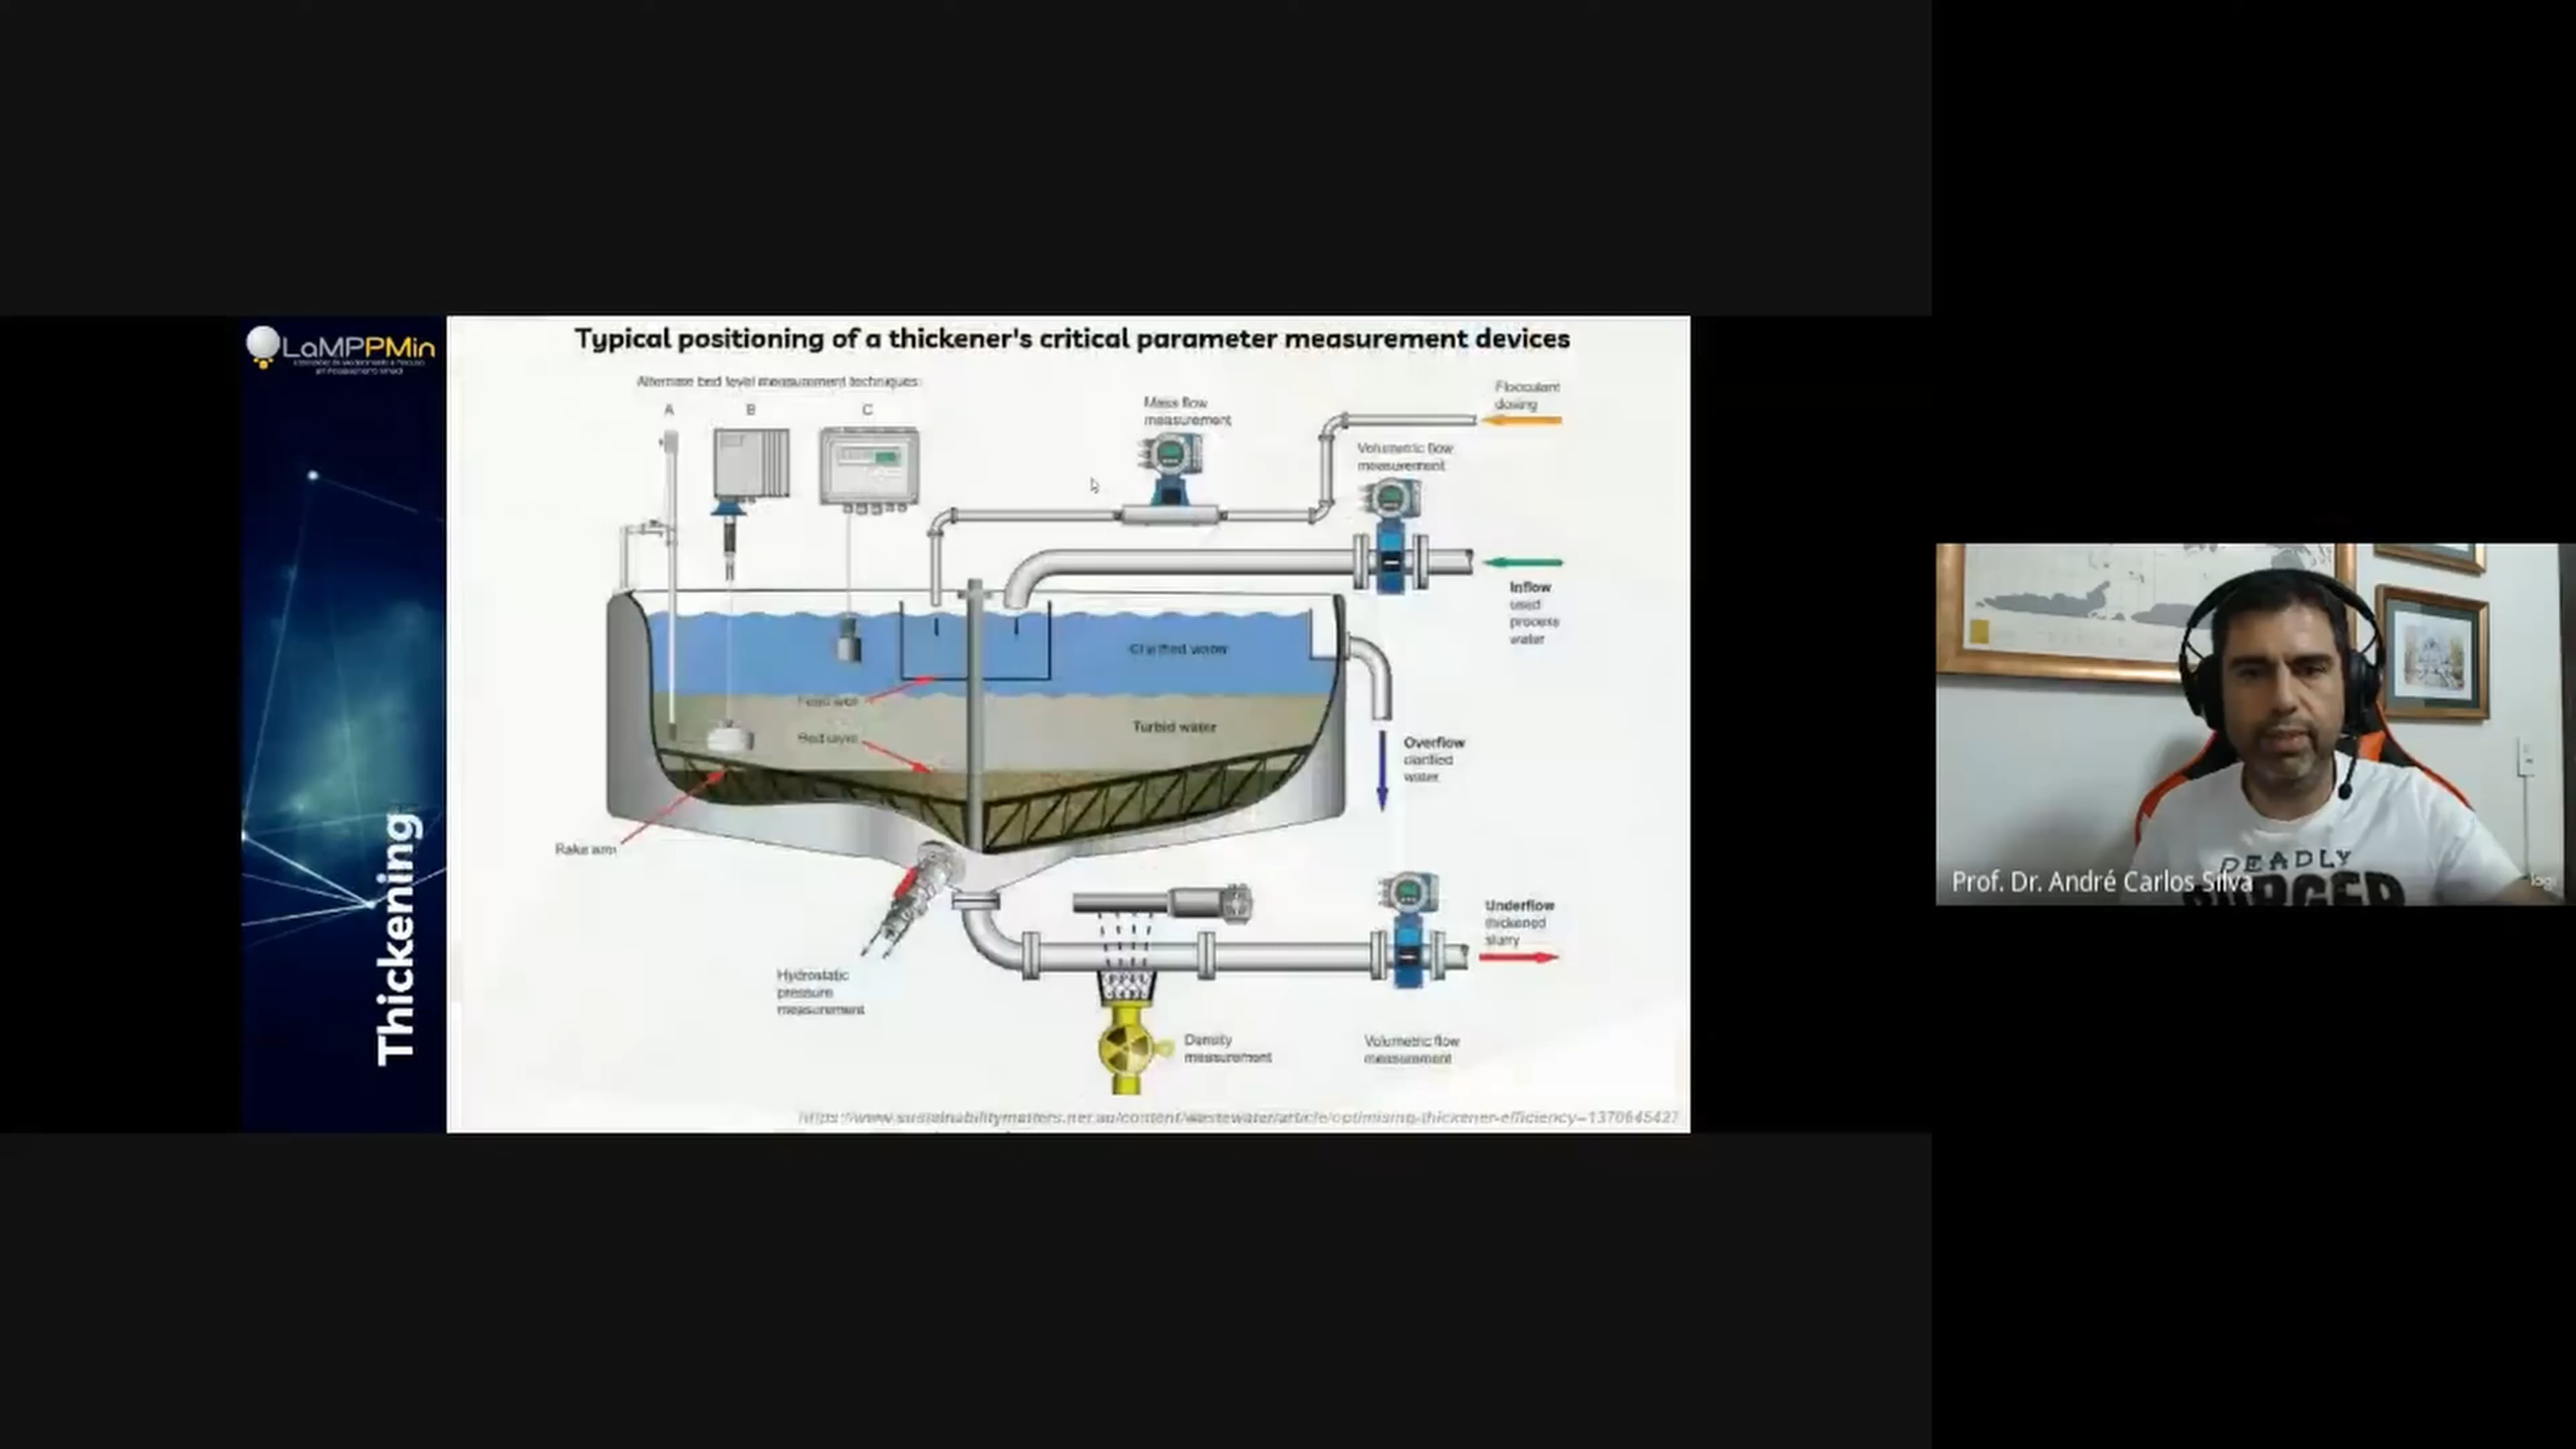 LaMPPMin
Thickening
Typical positioning of a thickener's critical parameter measurement devices
Alternate bed level measurement techniques:
A
B
C
Mass flow
measurement
Flocculant
dosing
Volumetric flow
measurement
Inflow
used
process
water
Clarified water
Feed well
Turbid water
Bed layer
Overflow
clarified
water
Rake arm
Underflow
thickened
slurry
Hydrostatic
pressure
measurement
Density
measurement
Volumetric flow
measurement
https://www.sustainabilitymatters.net.au/content/wastewater/article/optimising-thickener-efficiency-1370645427
Prof. Dr. André Carlos Silva
DEADLY
logi